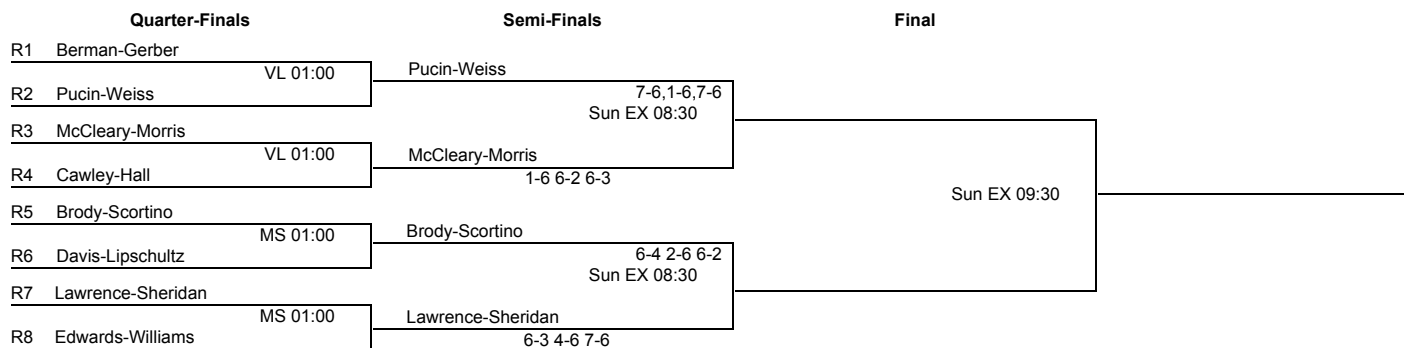 Quarter-Finals Semi-Finals Final
R1 Berman-Gerber
VL 01:00 Pucin-Weiss
R2 Pucin-Weiss 7-6,1-6,7-6
Sun EX 08:30
R3 McCleary-Morris
VL 01:00 McCleary-Morris
R4 Cawley-Hall 1-6 6-2 6-3
Sun EX 09:30
R5 Brody-Scortino
MS 01:00 Brody-Scortino
R6 Davis-Lipschultz 6-4 2-6 6-2
Sun EX 08:30
R7 Lawrence-Sheridan
MS 01:00 Lawrence-Sheridan
R8 Edwards-Williams 6-3 4-6 7-6